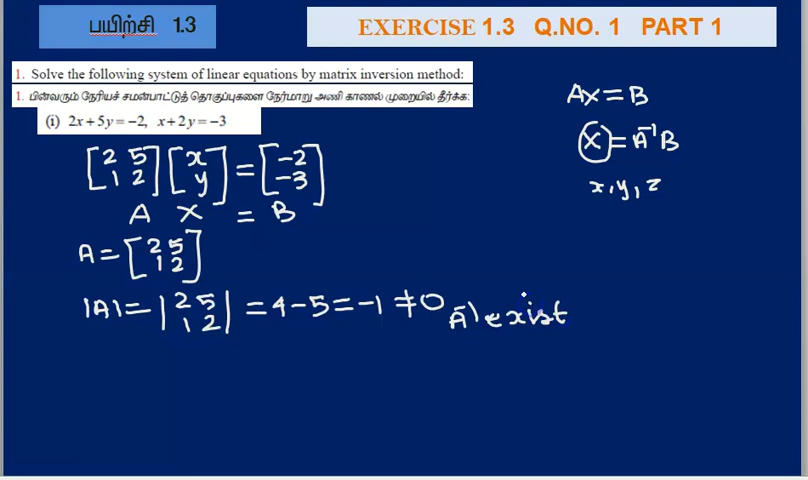 பயிற்சி 1.3
EXERCISE 1.3 Q.NO. 1 PART 1
1. Solve the following system of linear equations by matrix inversion method:
1. பின்வரும் நேரியச் சமன்பாட்டுத் தொகுப்புகளை நேர்மாறு அணி காணல் முறையில் தீர்க்க:
(i) 2x + 5y = −2, x + 2y = −3
[2 5
1 2] [x
y] = [−2
−3]
A X = B
A = [2 5
1 2]
|A| = |2 5
1 2| = 4 − 5 = −1 ≠ 0 A⁻¹ exist
AX = B
X = A⁻¹B
x, y, z